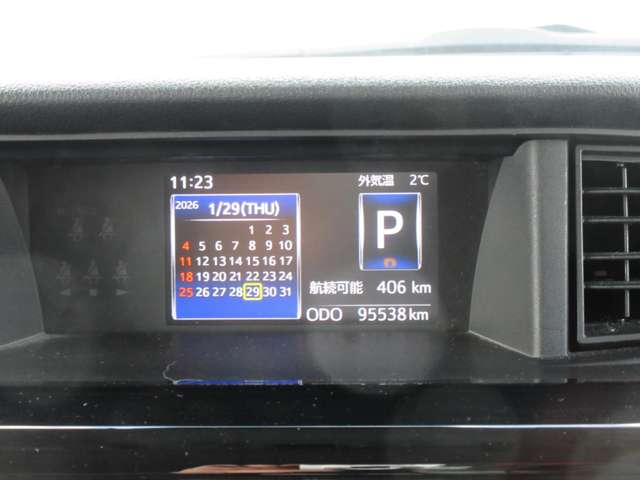 11:23 外気温 2℃
2026 1/29(THU)
1 2 3
4 5 6 7 8 9 10
11 12 13 14 15 16 17
18 19 20 21 22 23 24
25 26 27 28 29 30 31
P
航続可能 406 km
ODO 95538 km